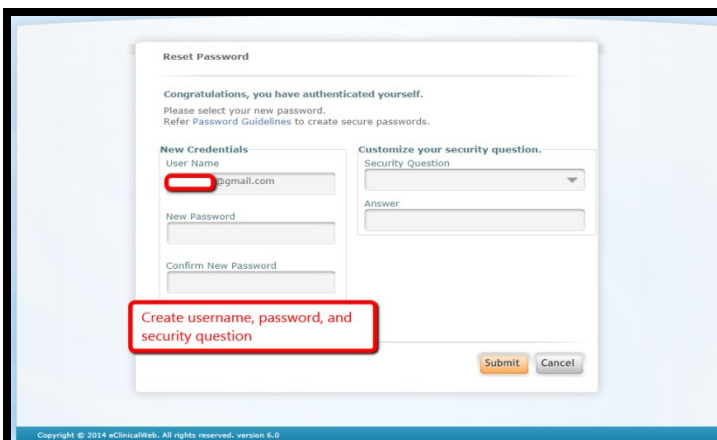 Reset Password
Congratulations, you have authenticated yourself.
Please select your new password.
Refer Password Guidelines to create secure passwords.
New Credentials
User Name
@gmail.com
New Password
Confirm New Password
Customize your security question.
Security Question
Answer
Create username, password, and
security question
Submit Cancel
Copyright © 2014 eClinicalWeb. All rights reserved. version 6.0